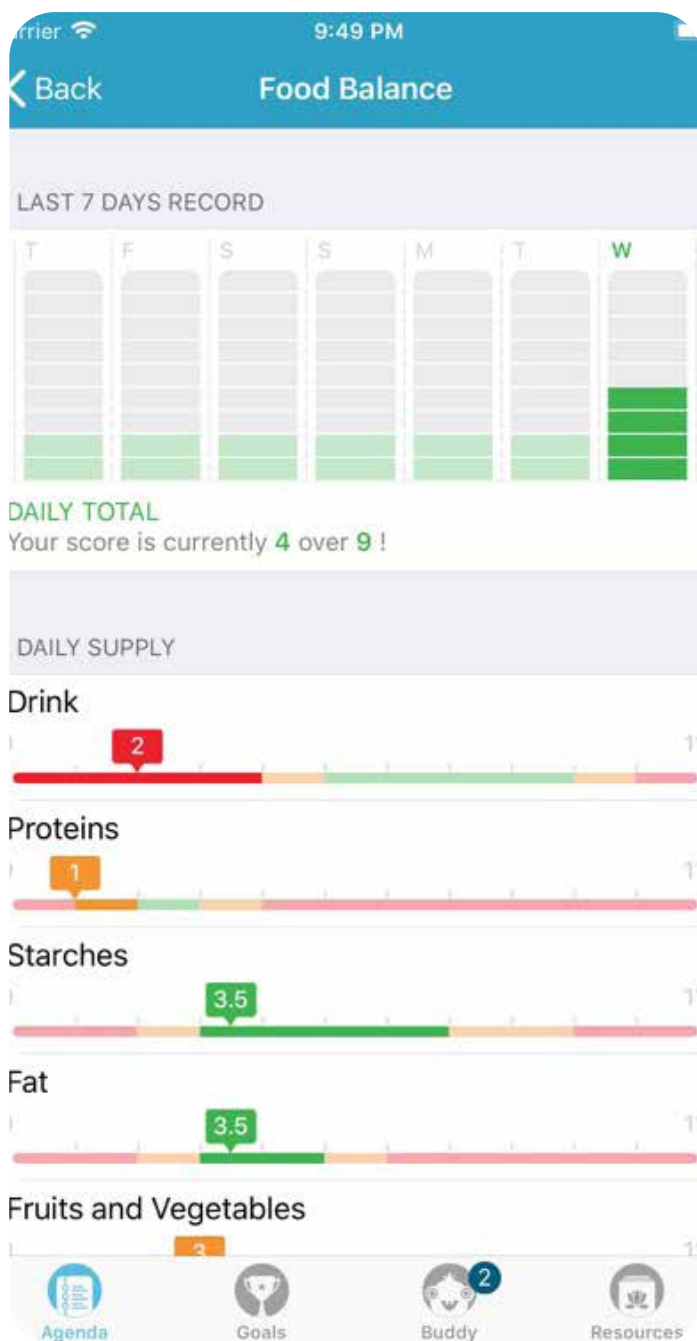 rrier 9:49 PM
Back Food Balance
LAST 7 DAYS RECORD
T F S S M T W
DAILY TOTAL
Your score is currently 4 over 9 !
DAILY SUPPLY
Drink
2
Proteins
1
Starches
3.5
Fat
3.5
Fruits and Vegetables
3
2
Agenda Goals Buddy Resources